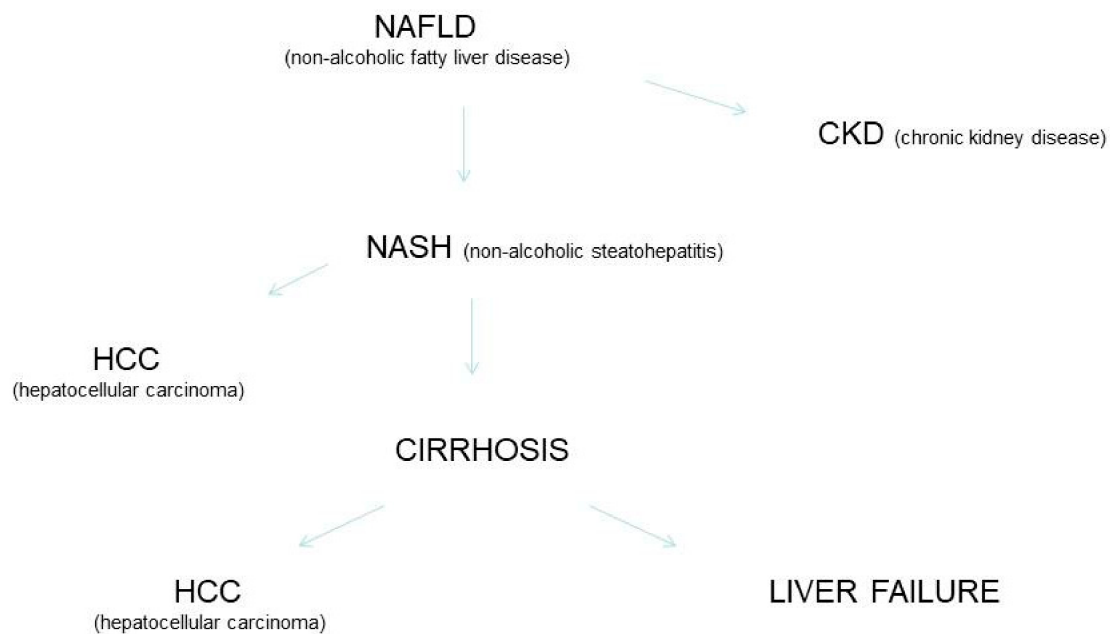 NAFLD
(non-alcoholic fatty liver disease)
CKD (chronic kidney disease)
NASH (non-alcoholic steatohepatitis)
HCC
(hepatocellular carcinoma)
CIRRHOSIS
HCC
(hepatocellular carcinoma)
LIVER FAILURE